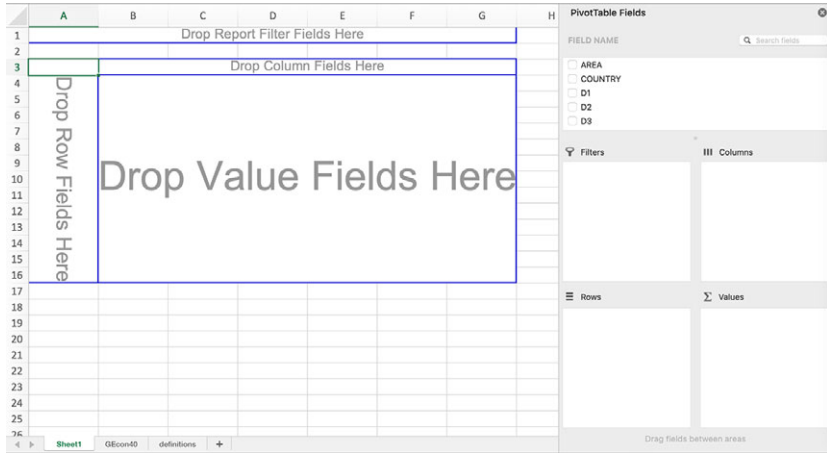 A B C D E F G H
1 Drop Report Filter Fields Here
2
3 Drop Column Fields Here
4
5
6
7
8
9
10
11
12
13
14
15
16
17
18
19
20
21
22
23
24
25
26
Drop Row Fields Here
Drop Value Fields Here
Sheet1 GEcon40 definitions +
PivotTable Fields
FIELD NAME Search fields
AREA
COUNTRY
D1
D2
D3
Filters Columns
Rows Σ Values
Drag fields between areas